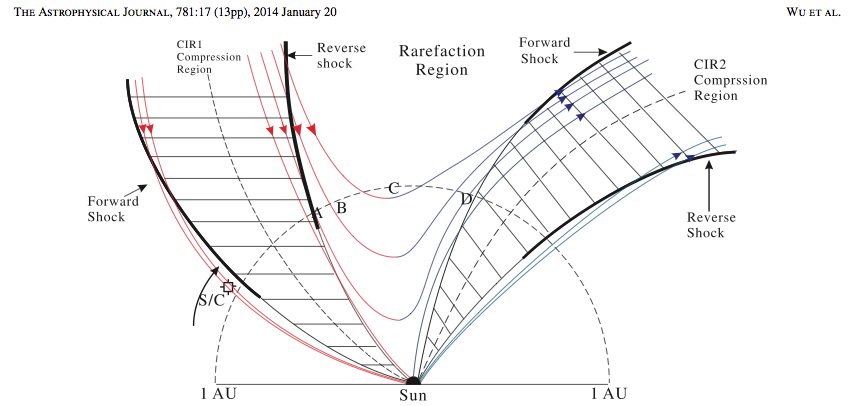 THE ASTROPHYSICAL JOURNAL, 781:17 (13pp), 2014 January 20
WU ET AL.
CIR1
Compression
Region
Reverse
shock
Rarefaction
Region
Forward
Shock
CIR2
Comprssion
Region
Forward
Shock
A
B
C
D
Reverse
Shock
S/C
1 AU
Sun
1 AU